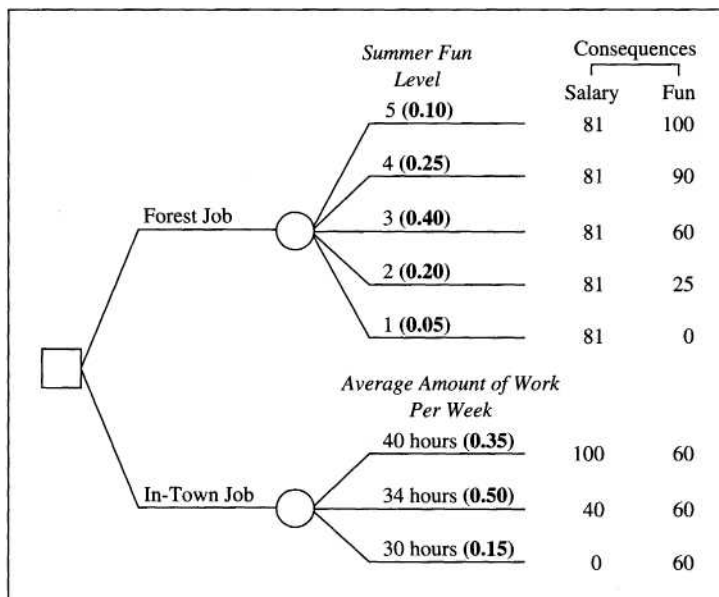 Summer Fun
Level
Consequences
Salary Fun
5 (0.10) 81 100
4 (0.25) 81 90
Forest Job
3 (0.40) 81 60
2 (0.20) 81 25
1 (0.05) 81 0
Average Amount of Work
Per Week
40 hours (0.35) 100 60
In-Town Job
34 hours (0.50) 40 60
30 hours (0.15) 0 60